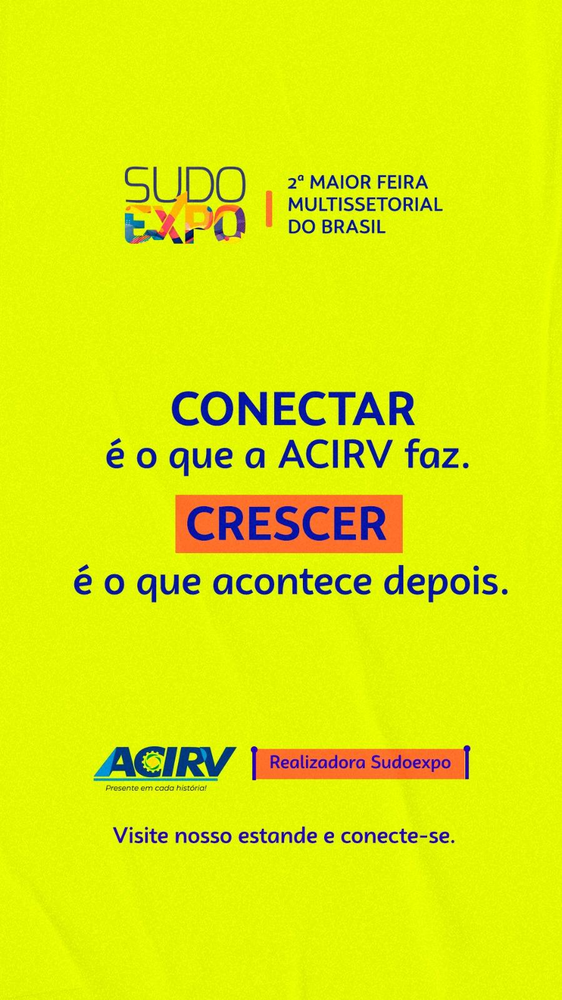 SUDO
EXPO
2ª MAIOR FEIRA
MULTISSETORIAL
DO BRASIL
CONECTAR
é o que a ACIRV faz.
CRESCER
é o que acontece depois.
ACIRV
Presente em cada história!
Realizadora Sudoexpo
Visite nosso estande e conecte-se.